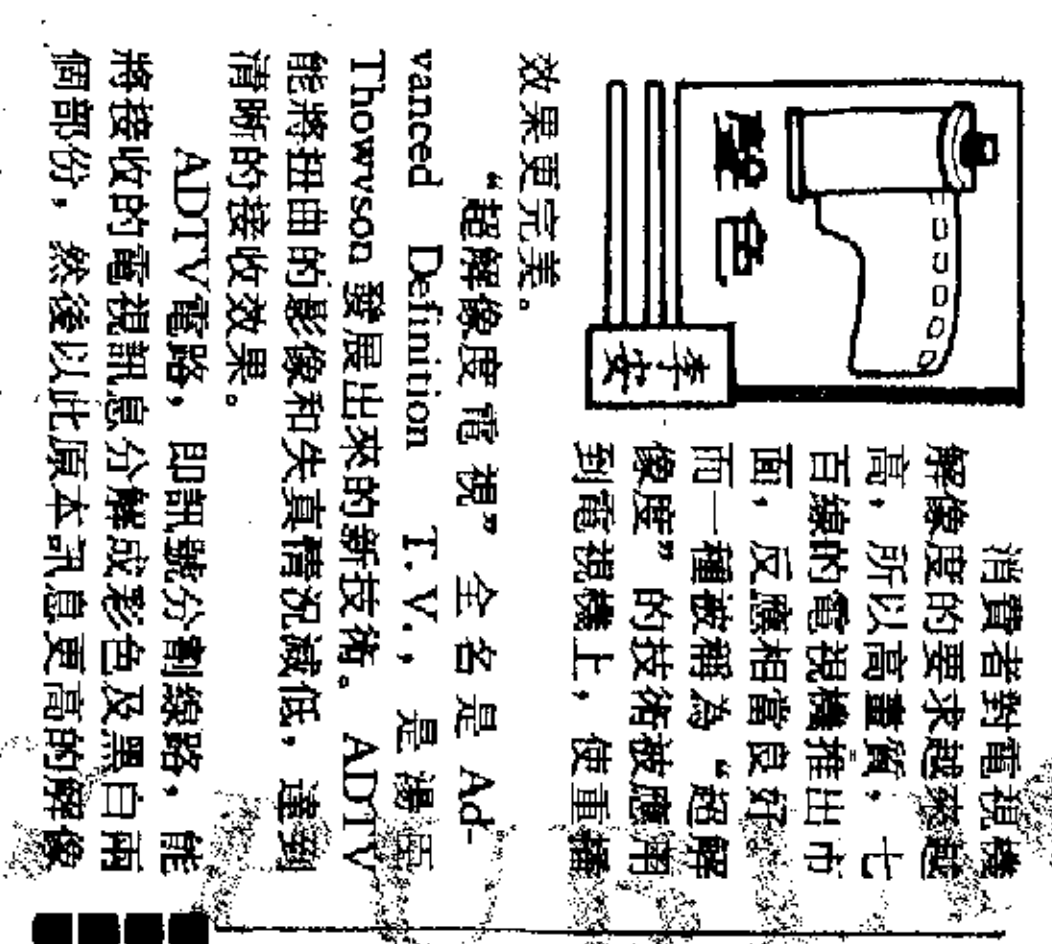 聲色
李安
消費者對電視機
解像度的要求越來越
高，所以高畫質，七
百線的電視機推出市
面，反應相當良好，
而一種被稱為“超解
像度”的技術被應用
到電視機上，使重播
效果更完美。
“超解像度電視”全名是Ad-
vanced Definition T.V.，是湯臣
Thowvson 發展出來的新技術。ADTV
能將扭曲的影像和失真情況減低，達到
清晰的接收效果。
ADTV電路，即訊號分割線路，能
將接收的電視訊息分解成彩色及黑白兩
個部份，然後以此原本訊息更高的解像